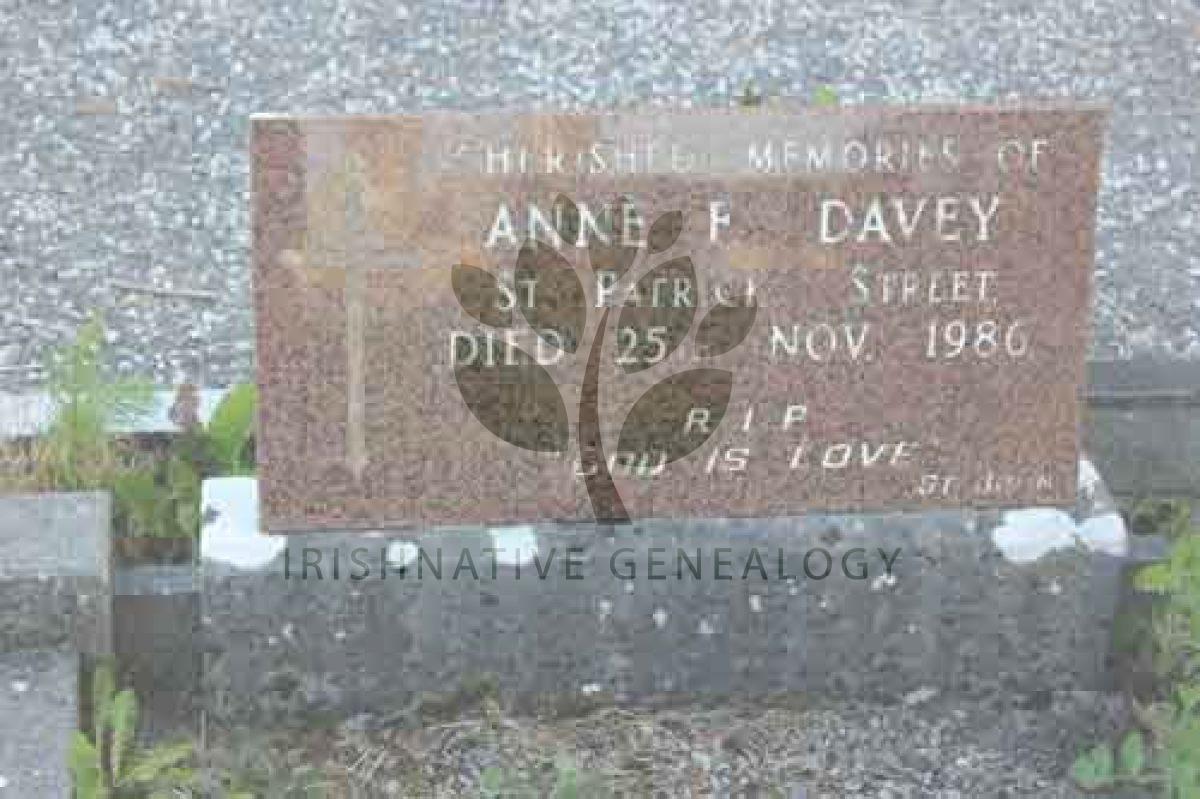 CHERISHED MEMORIES OF
ANNE F DAVEY
ST PATRICK STREET
DIED 25 NOV. 1986
R.I.P
"GOD IS LOVE"
ST. John
IRISHNATIVE GENEALOGY